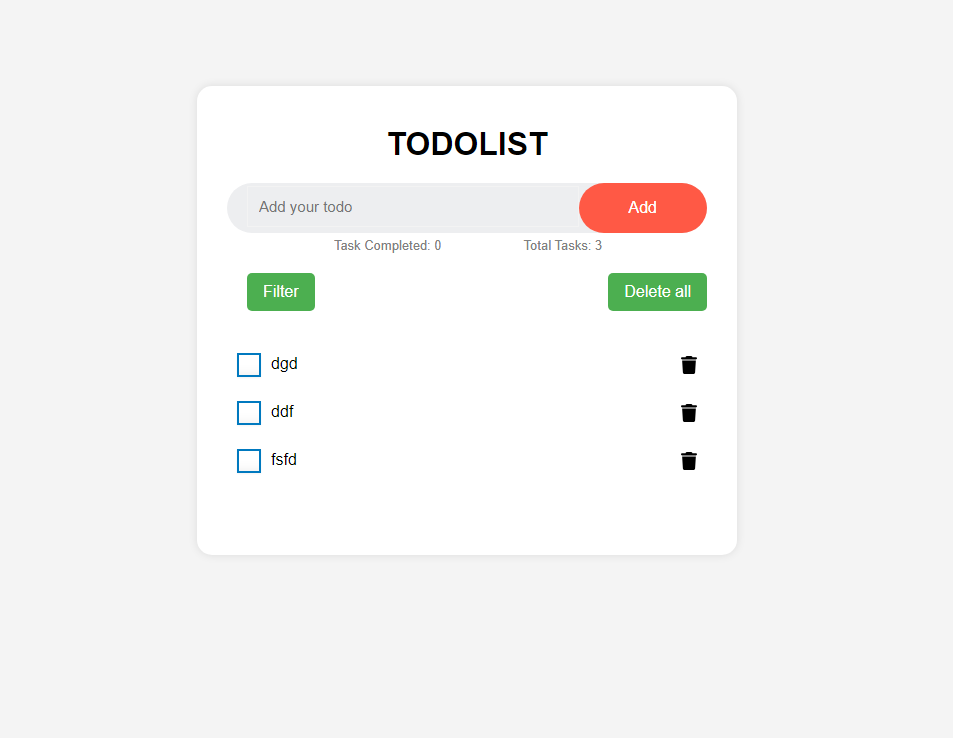 TODOLIST
Add your todo Add
Task Completed: 0 Total Tasks: 3
Filter Delete all
dgd
ddf
fsfd